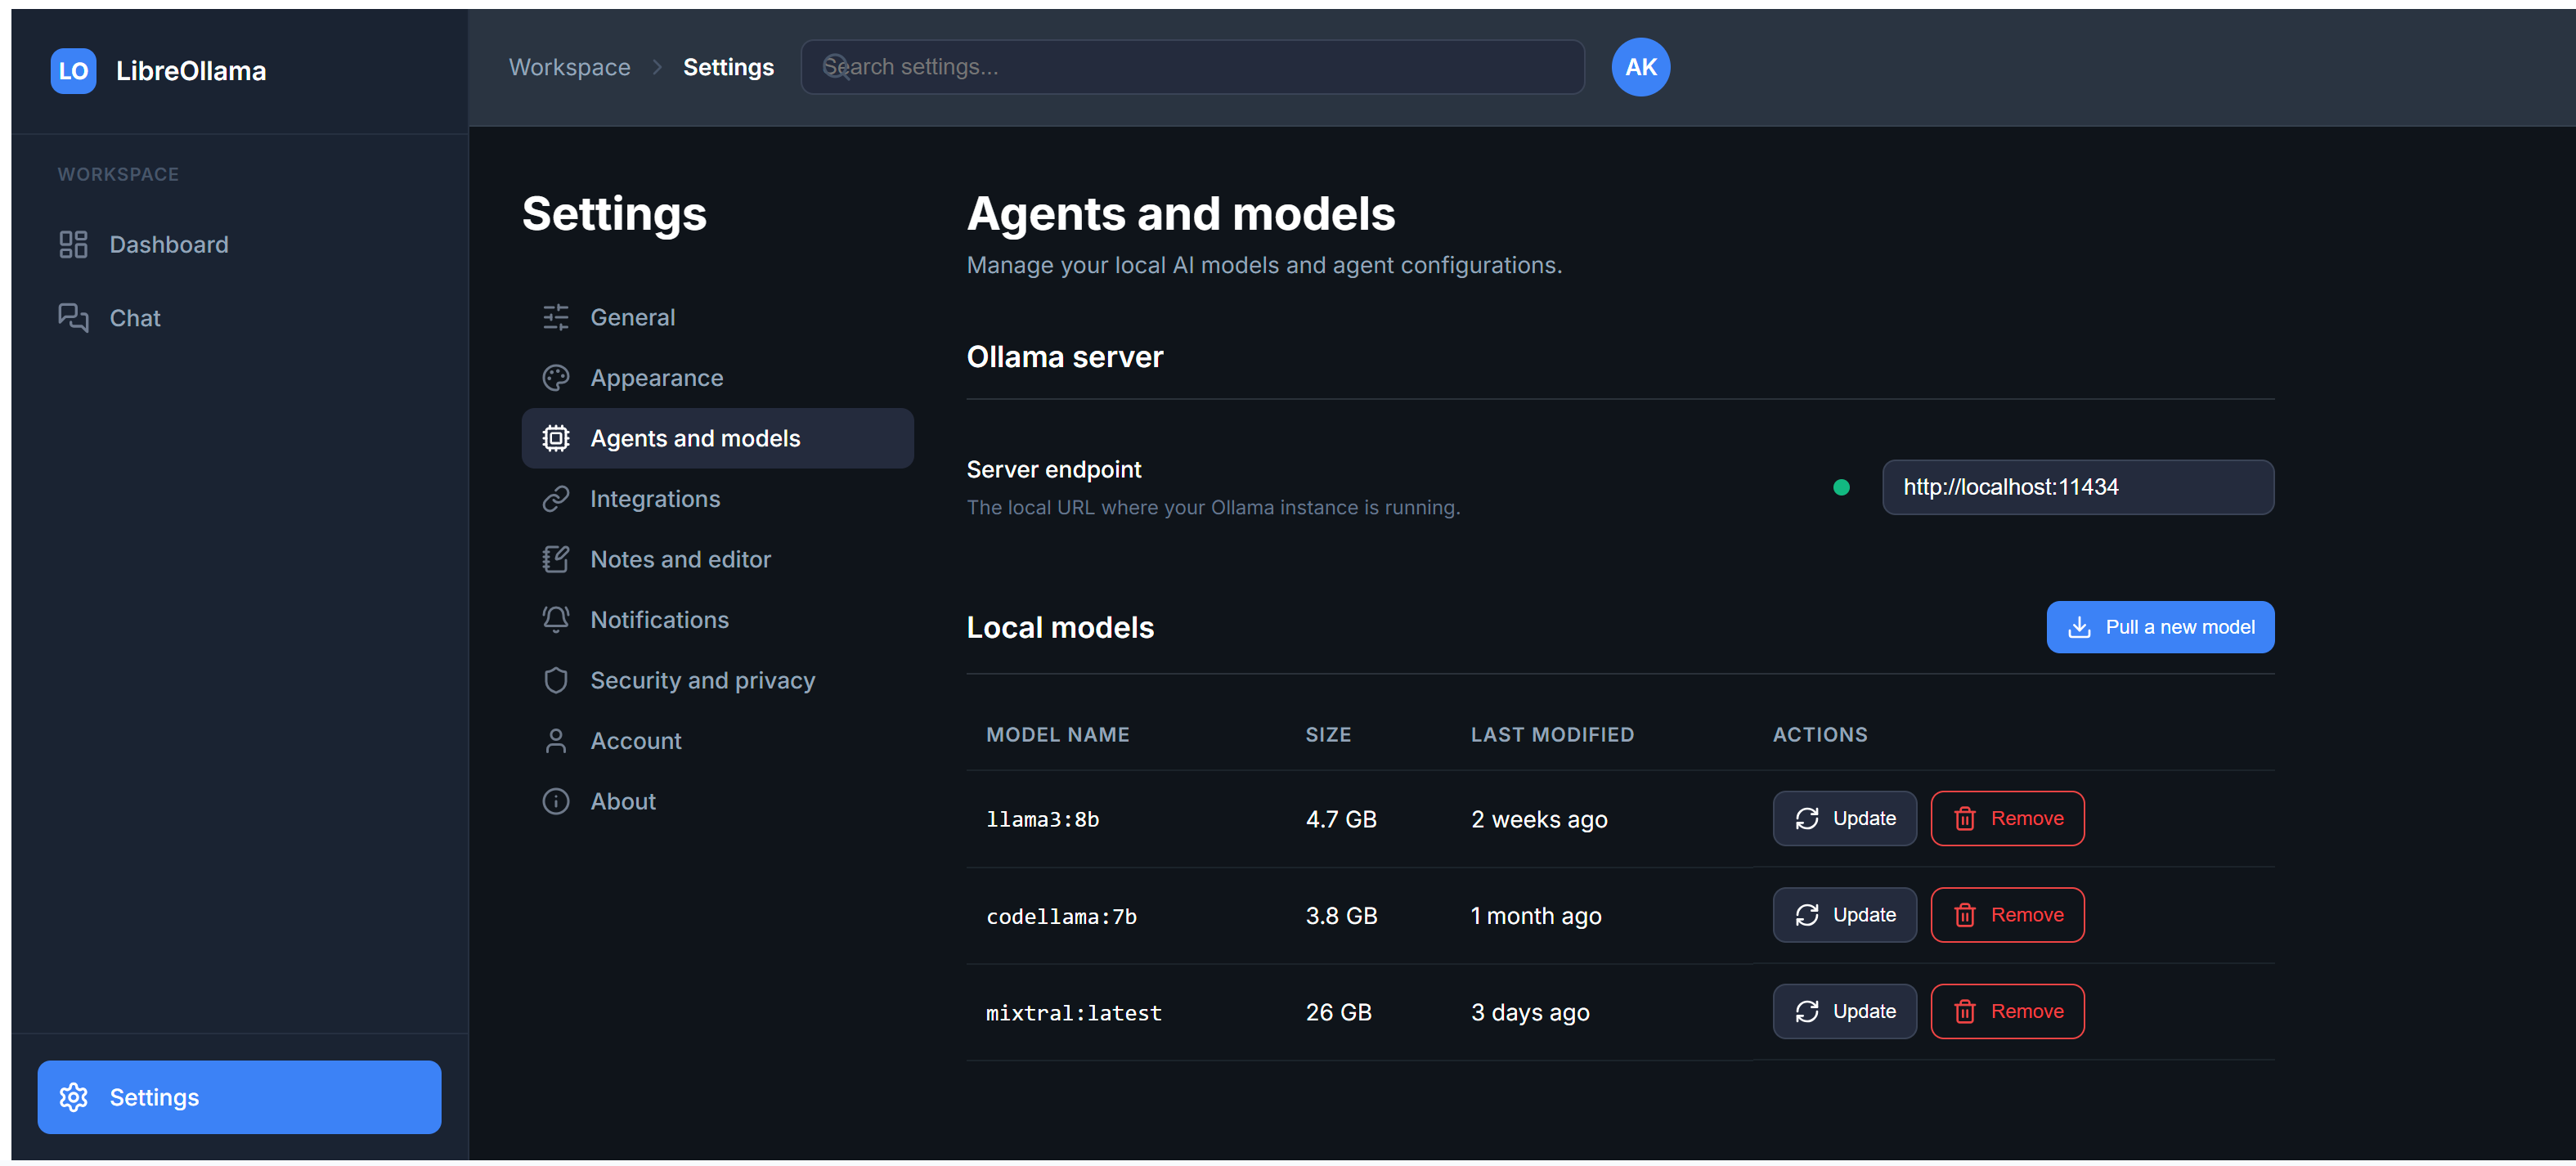 LO LibreOllama
WORKSPACE
Dashboard
Chat
Settings
Workspace > Settings
Search settings...
AK
Settings
General
Appearance
Agents and models
Integrations
Notes and editor
Notifications
Security and privacy
Account
About
Agents and models
Manage your local AI models and agent configurations.
Ollama server
Server endpoint
The local URL where your Ollama instance is running.
http://localhost:11434
Local models
Pull a new model
MODEL NAME SIZE LAST MODIFIED ACTIONS
llama3:8b 4.7 GB 2 weeks ago Update Remove
codellama:7b 3.8 GB 1 month ago Update Remove
mixtral:latest 26 GB 3 days ago Update Remove